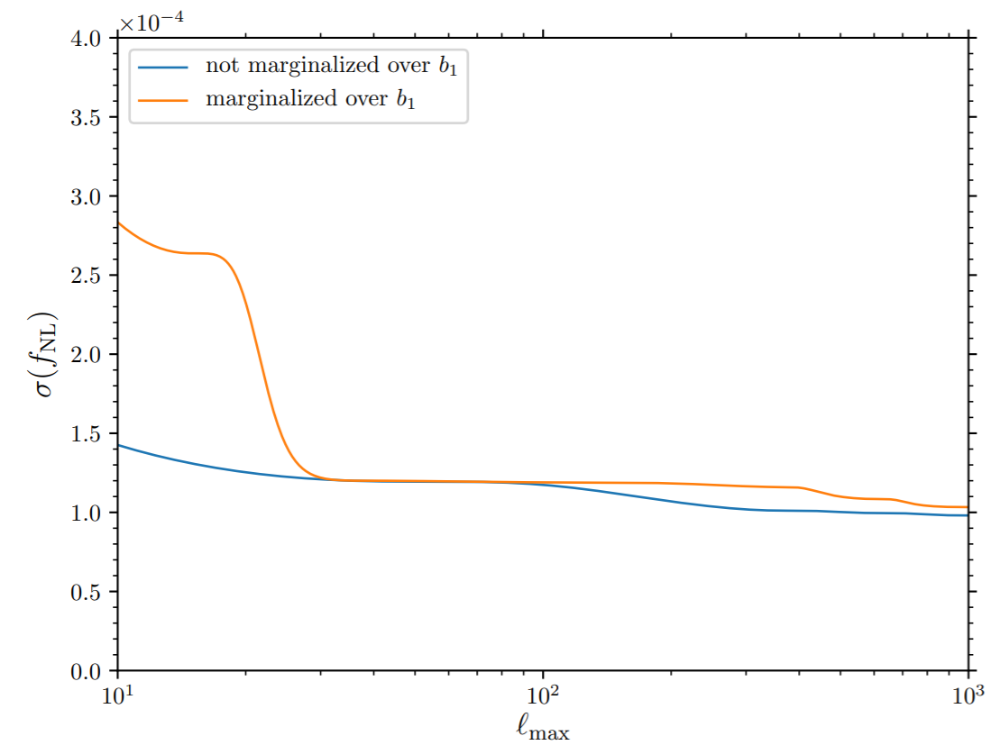 ×10⁻⁴
4.0
3.5
3.0
2.5
2.0
1.5
1.0
0.5
0.0
σ(f_NL)
not marginalized over b₁
marginalized over b₁
10¹ 10² 10³
ℓ_max